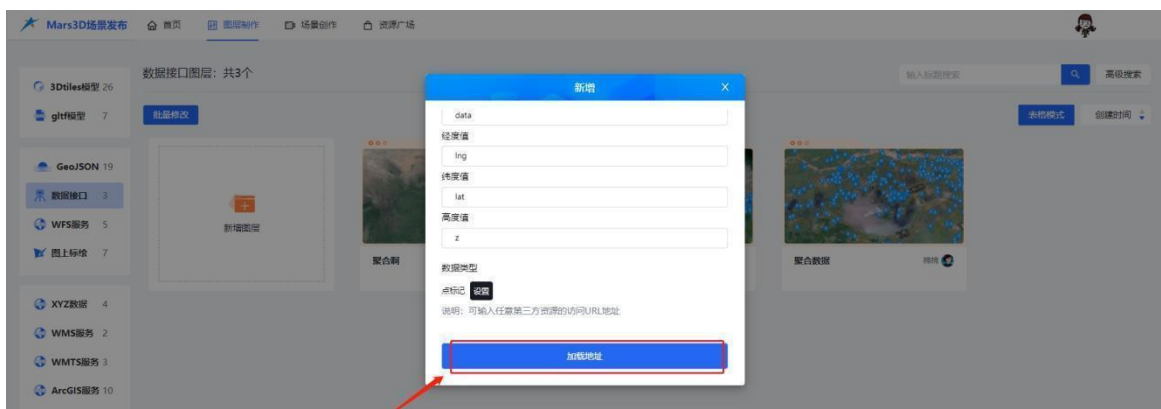 Mars3D场景发布 首页 图层制作 场景创作 资源广场
数据接口图层：共3个
输入标题搜索 高级搜索
批量修改
表格模式 创建时间
3Dtiles模型 26
gltf模型 7
GeoJSON 19
数据接口 3
WFS服务 5
图上标绘 7
XYZ数据 4
WMS服务 2
WMTS服务 3
ArcGIS服务 10
新增图层
聚合啊
聚合数据
新增 X
data
经度值
lng
纬度值
lat
高度值
z
数据类型
点标记 设置
说明：可输入任意第三方资源的访问URL地址
加载地址